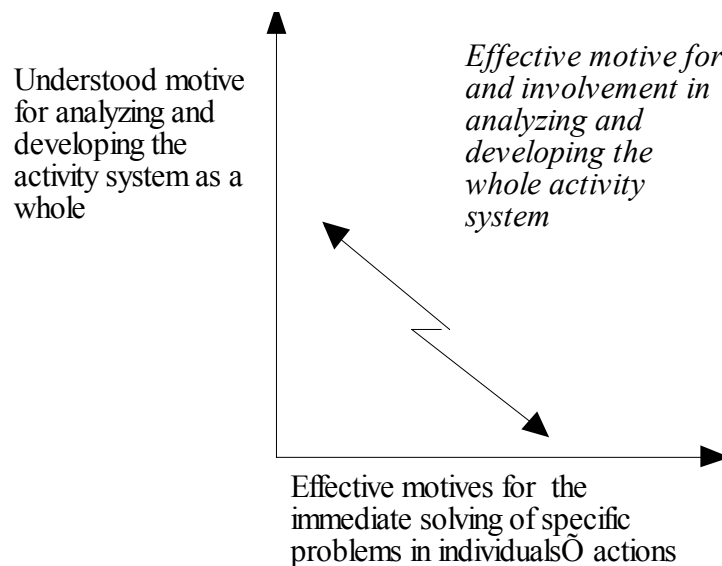 Understood motive
for analyzing and
developing the
activity system as a
whole
Effective motive for
and involvement in
analyzing and
developing the
whole activity
system
Effective motives for the
immediate solving of specific
problems in individualsÕ actions